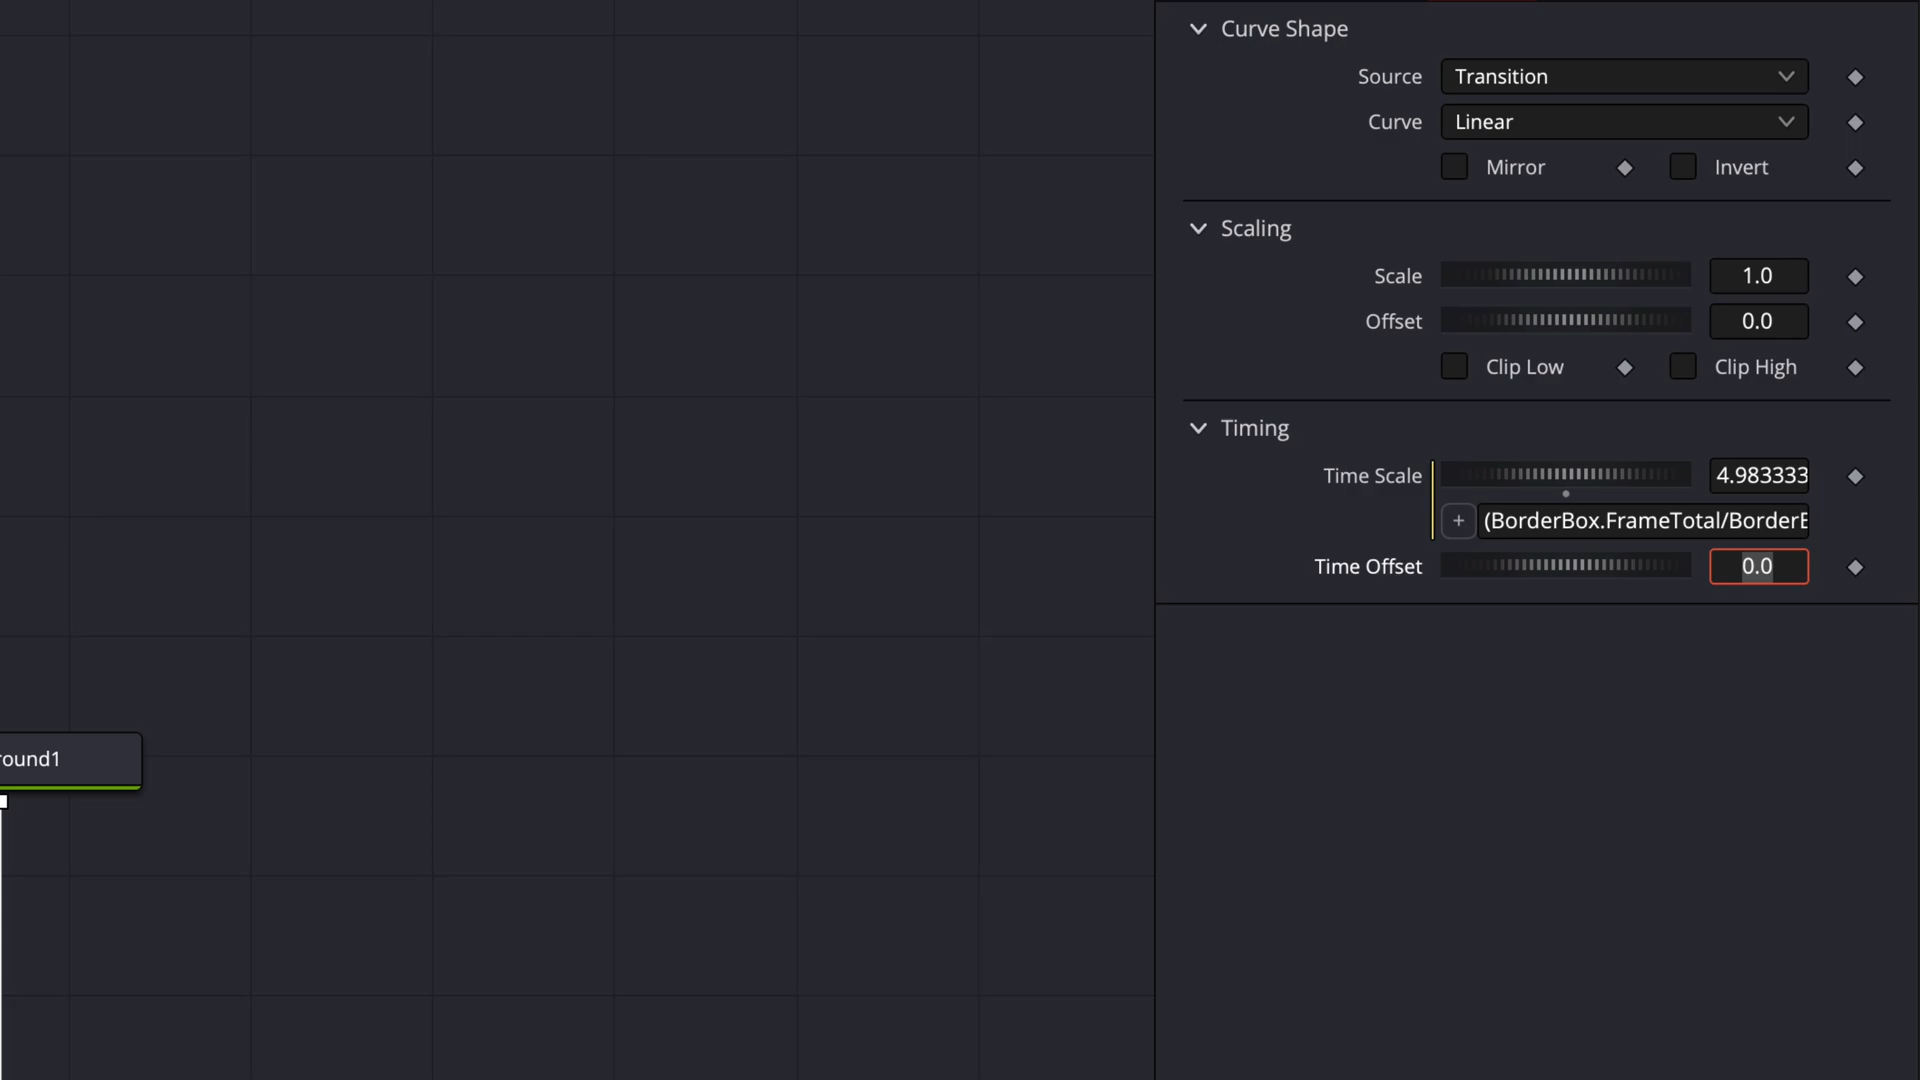 Curve Shape
Source Transition
Curve Linear
Mirror Invert
Scaling
Scale 1.0
Offset 0.0
Clip Low Clip High
Timing
Time Scale 4.983333
+ (BorderBox.FrameTotal/Border
Time Offset 0.0
round1